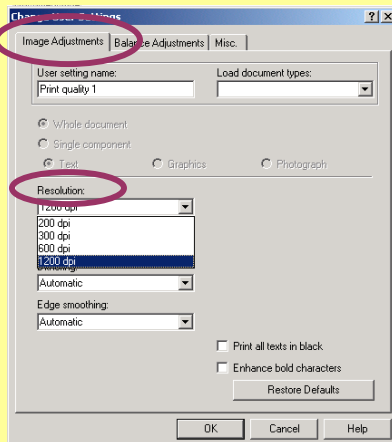 Change User Settings
Image Adjustments Balance Adjustments Misc.
User setting name: Load document types:
Print quality 1
Whole document
Single component
Text Graphics Photograph
Resolution:
1200 dpi
200 dpi
300 dpi
600 dpi
1200 dpi
Automatic
Edge smoothing:
Automatic
Print all texts in black
Enhance bold characters
Restore Defaults
OK Cancel Help